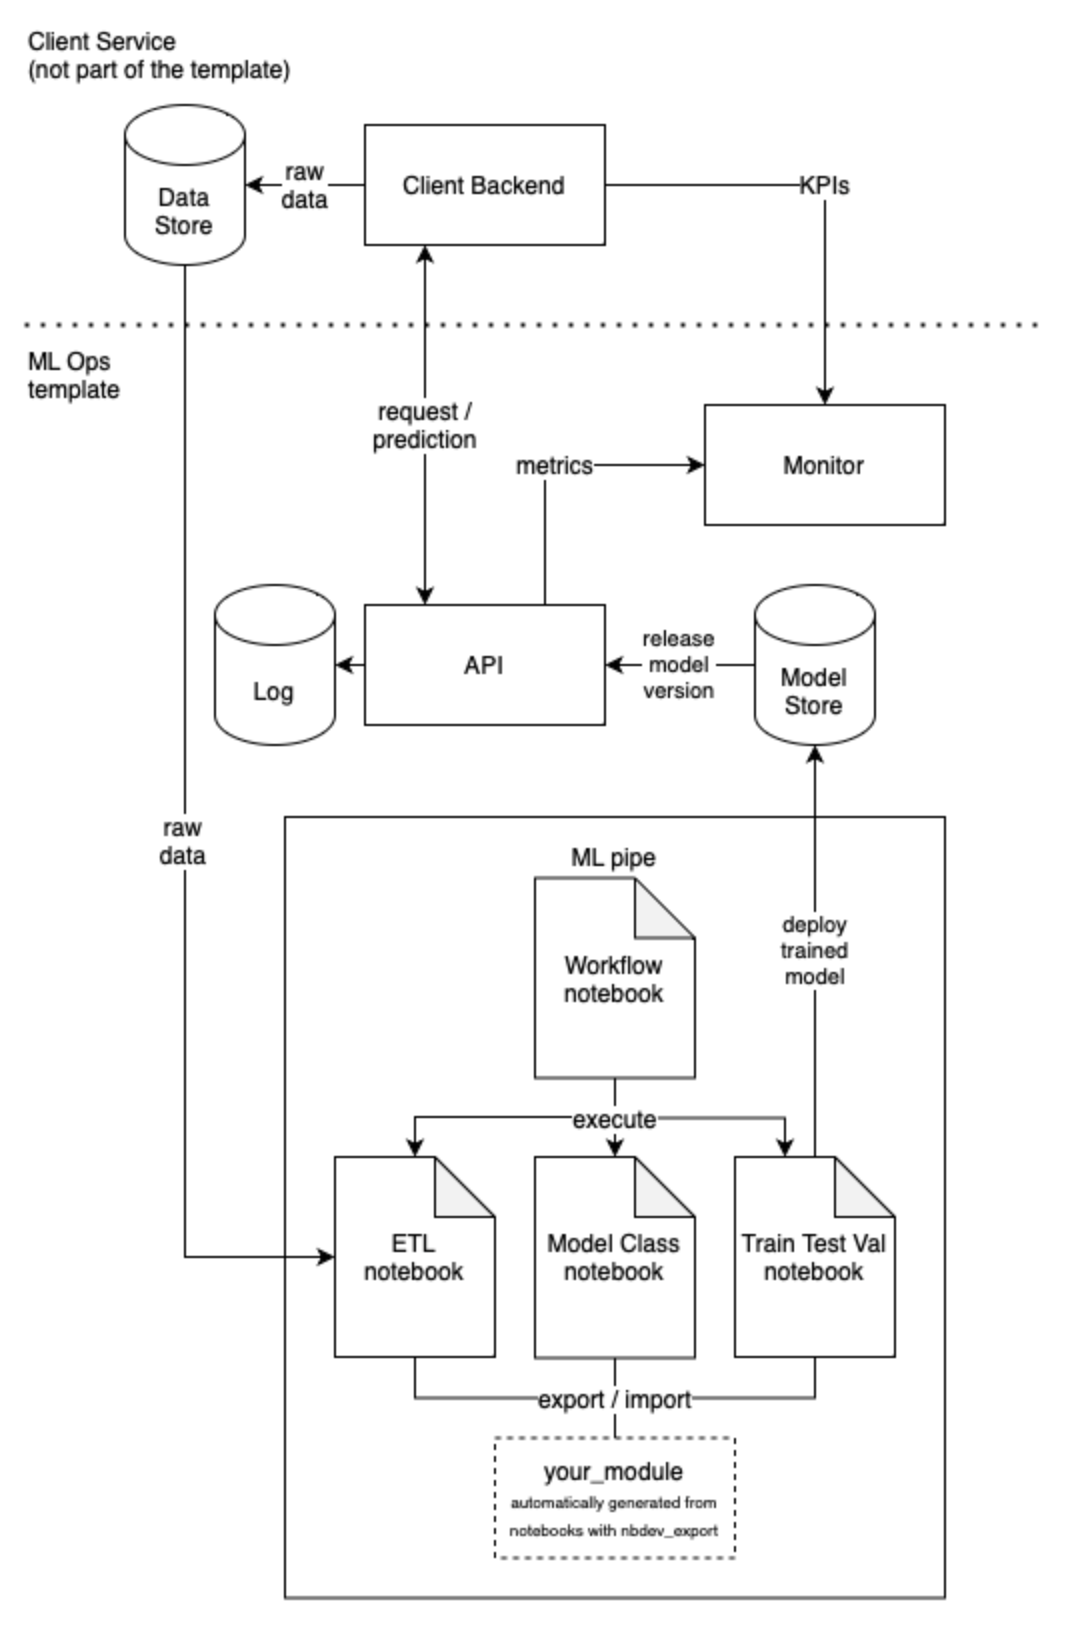 Client Service
(not part of the template)
Data
Store
raw
data
Client Backend
KPIs
ML Ops
template
request /
prediction
metrics
Monitor
Log
API
release
model
version
Model
Store
raw
data
ML pipe
Workflow
notebook
deploy
trained
model
execute
ETL
notebook
Model Class
notebook
Train Test Val
notebook
export / import
your_module
automatically generated from
notebooks with nbdev_export